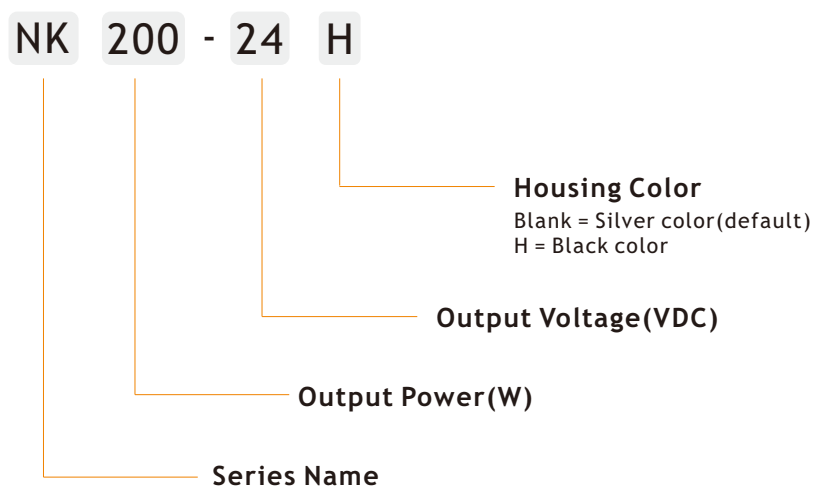 NK 200 - 24 H
Housing Color
Blank = Silver color(default)
H = Black color
Output Voltage(VDC)
Output Power(W)
Series Name